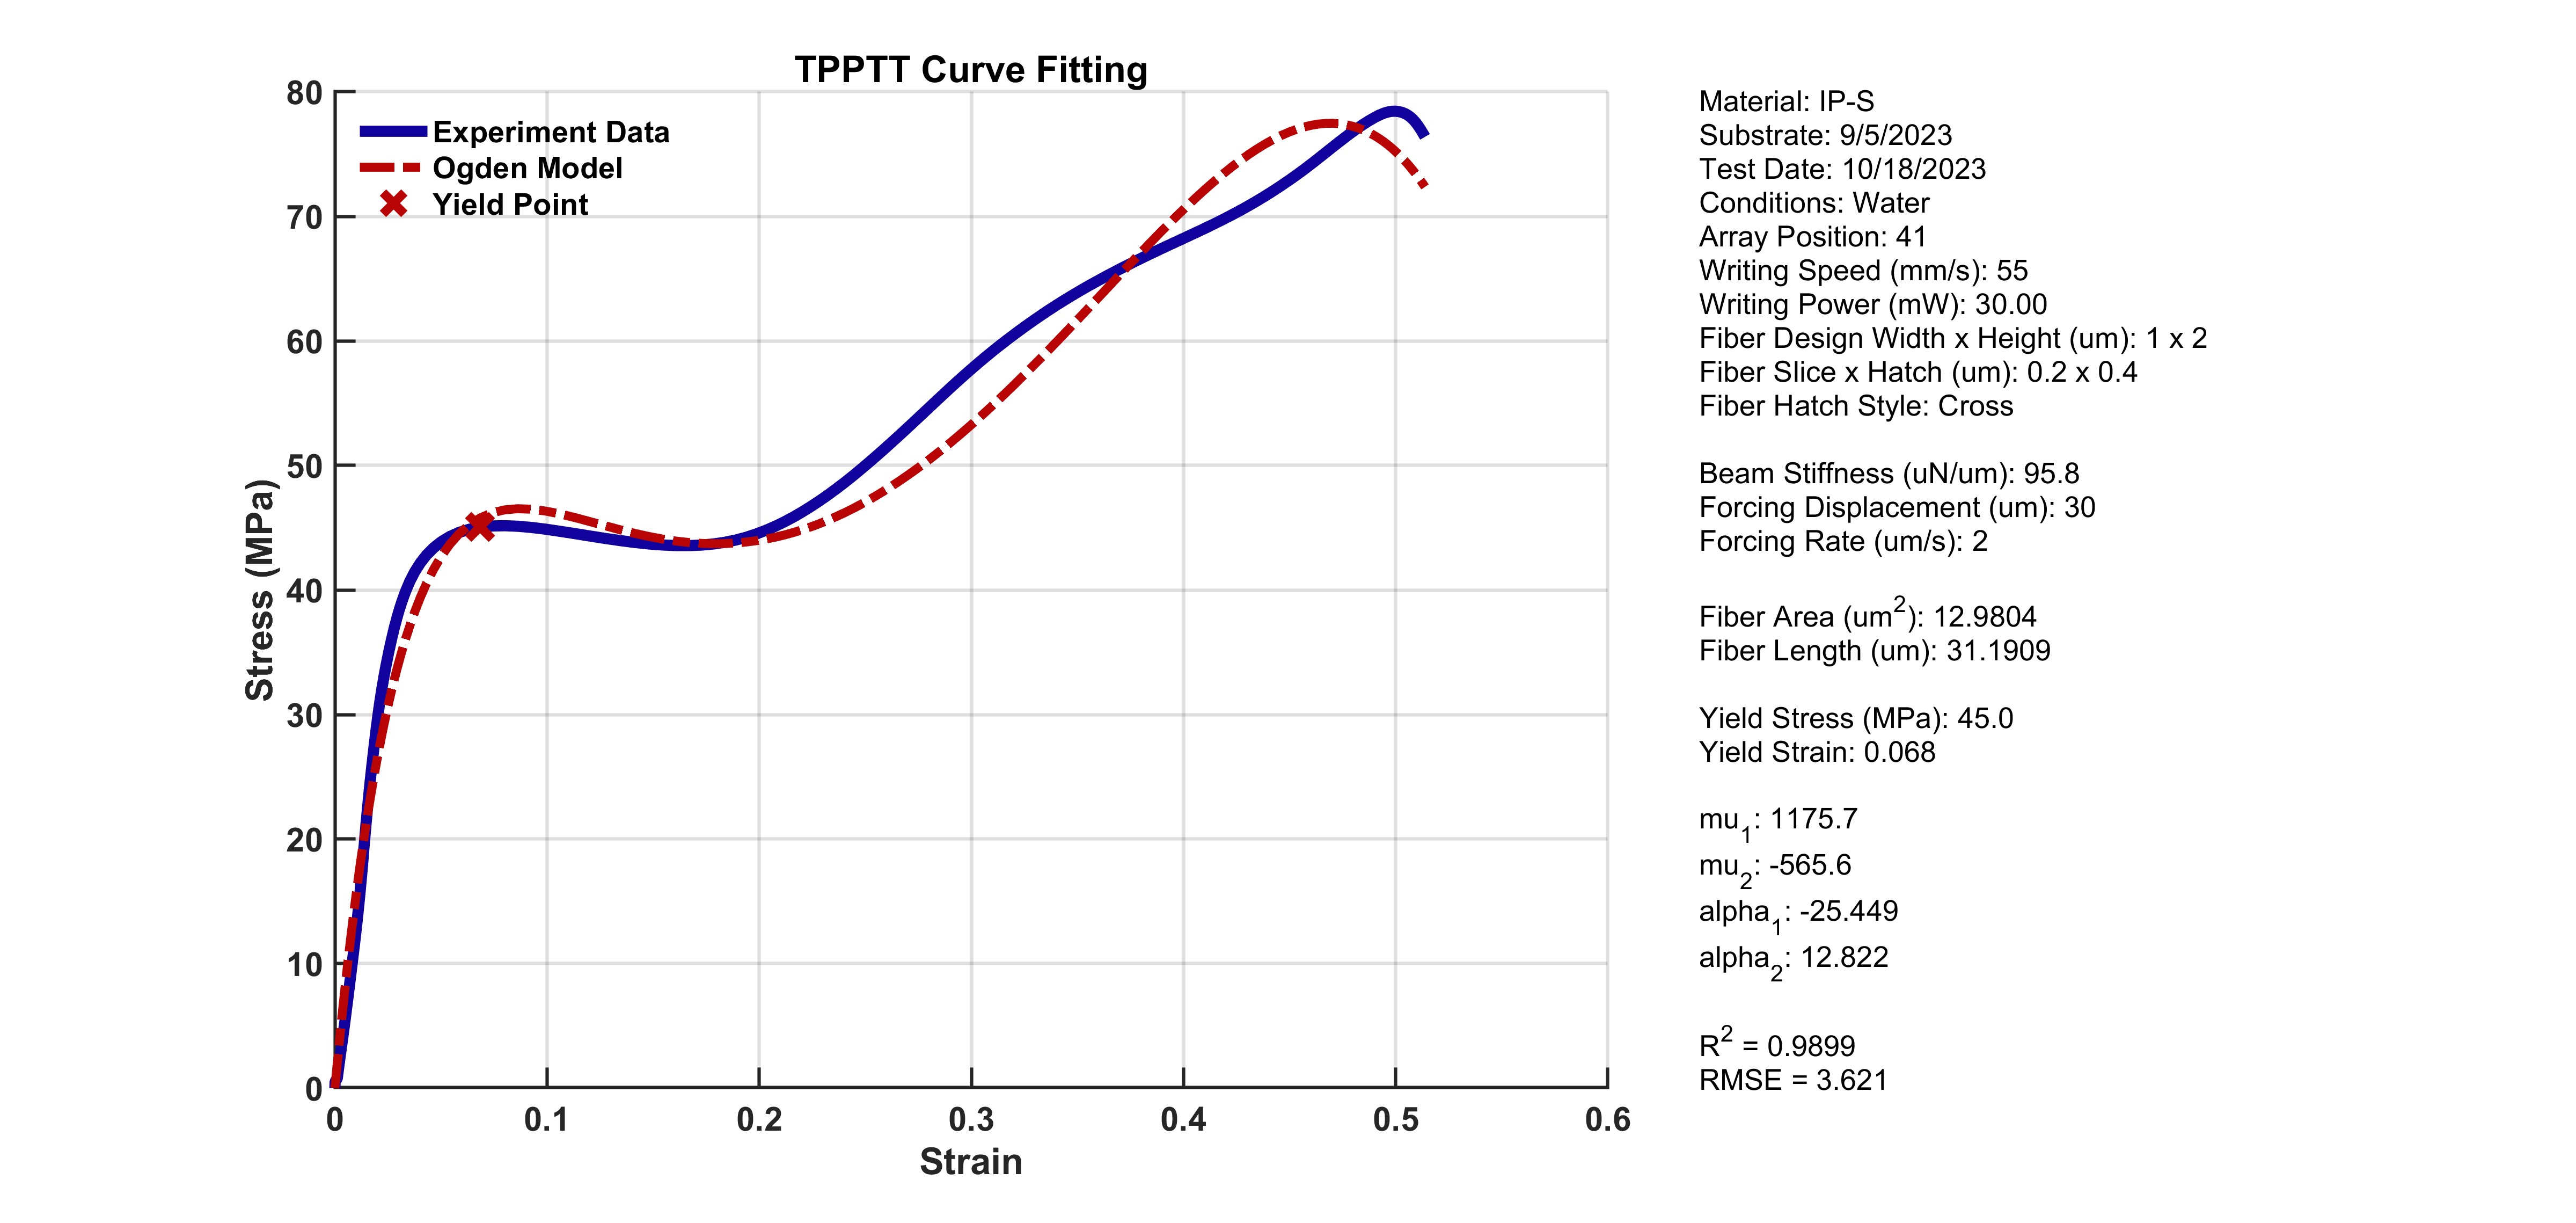 TPPTT Curve Fitting
80
70
60
50
40
30
20
10
0
Stress (MPa)
Experiment Data
Ogden Model
Yield Point
0 0.1 0.2 0.3 0.4 0.5 0.6
Strain
Material: IP-S
Substrate: 9/5/2023
Test Date: 10/18/2023
Conditions: Water
Array Position: 41
Writing Speed (mm/s): 55
Writing Power (mW): 30.00
Fiber Design Width x Height (um): 1 x 2
Fiber Slice x Hatch (um): 0.2 x 0.4
Fiber Hatch Style: Cross
Beam Stiffness (uN/um): 95.8
Forcing Displacement (um): 30
Forcing Rate (um/s): 2
Fiber Area (um²): 12.9804
Fiber Length (um): 31.1909
Yield Stress (MPa): 45.0
Yield Strain: 0.068
mu₁: 1175.7
mu₂: -565.6
alpha₁: -25.449
alpha₂: 12.822
R² = 0.9899
RMSE = 3.621